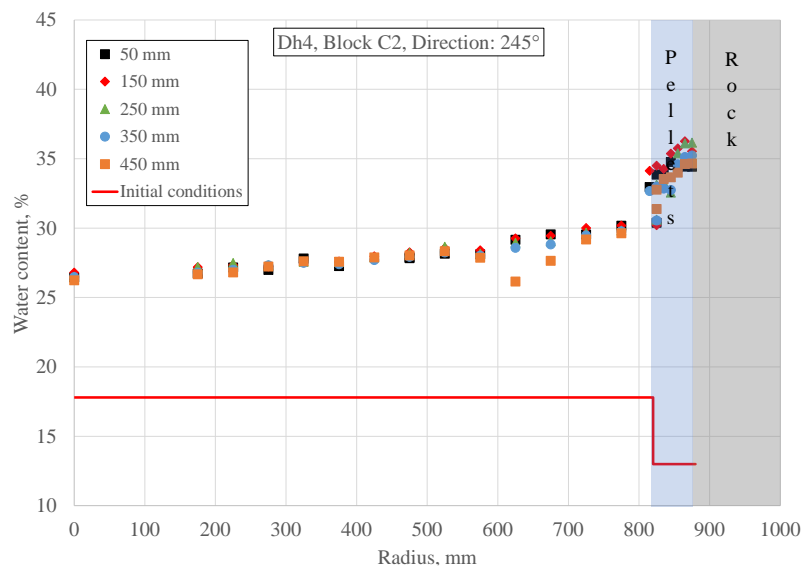 Dh4, Block C2, Direction: 245°
50 mm
150 mm
250 mm
350 mm
450 mm
Initial conditions
Pellets
Rock
Water content, %
45
40
35
30
25
20
15
10
0
100
200
300
400
500
600
700
800
900
1000
Radius, mm